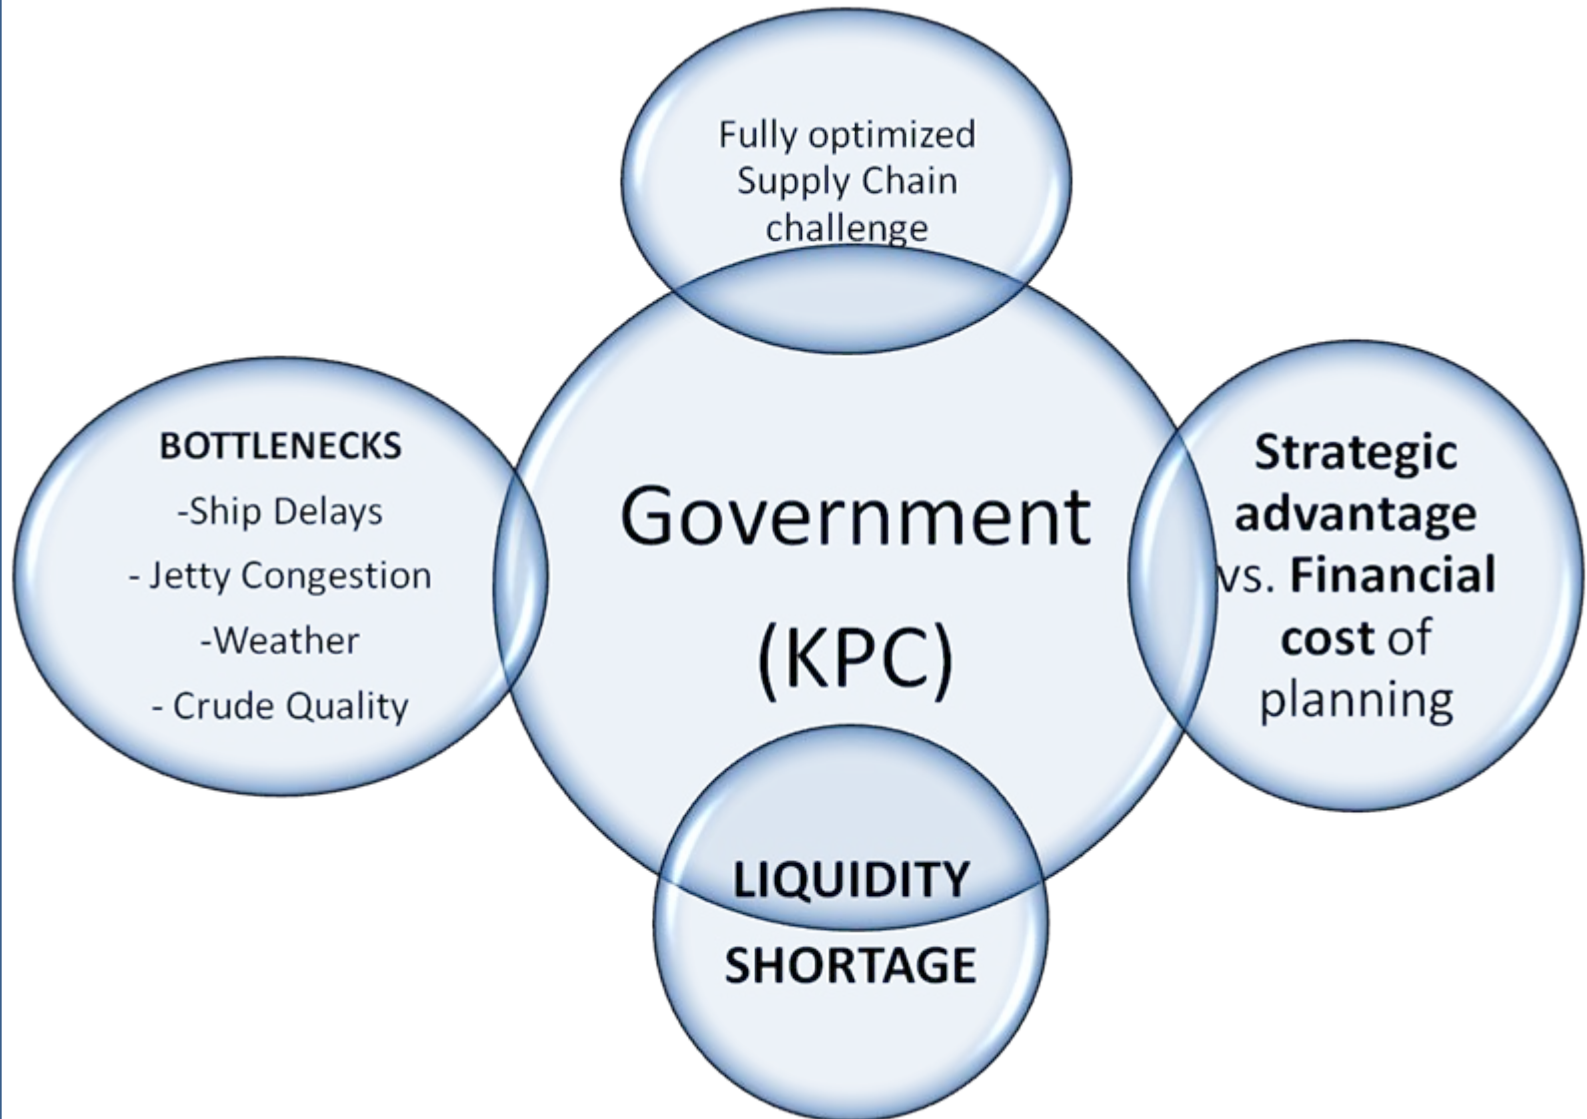 Fully optimized
Supply Chain
challenge
BOTTLENECKS
-Ship Delays
- Jetty Congestion
-Weather
- Crude Quality
Government
(KPC)
Strategic
advantage
vs. Financial
cost of
planning
LIQUIDITY
SHORTAGE